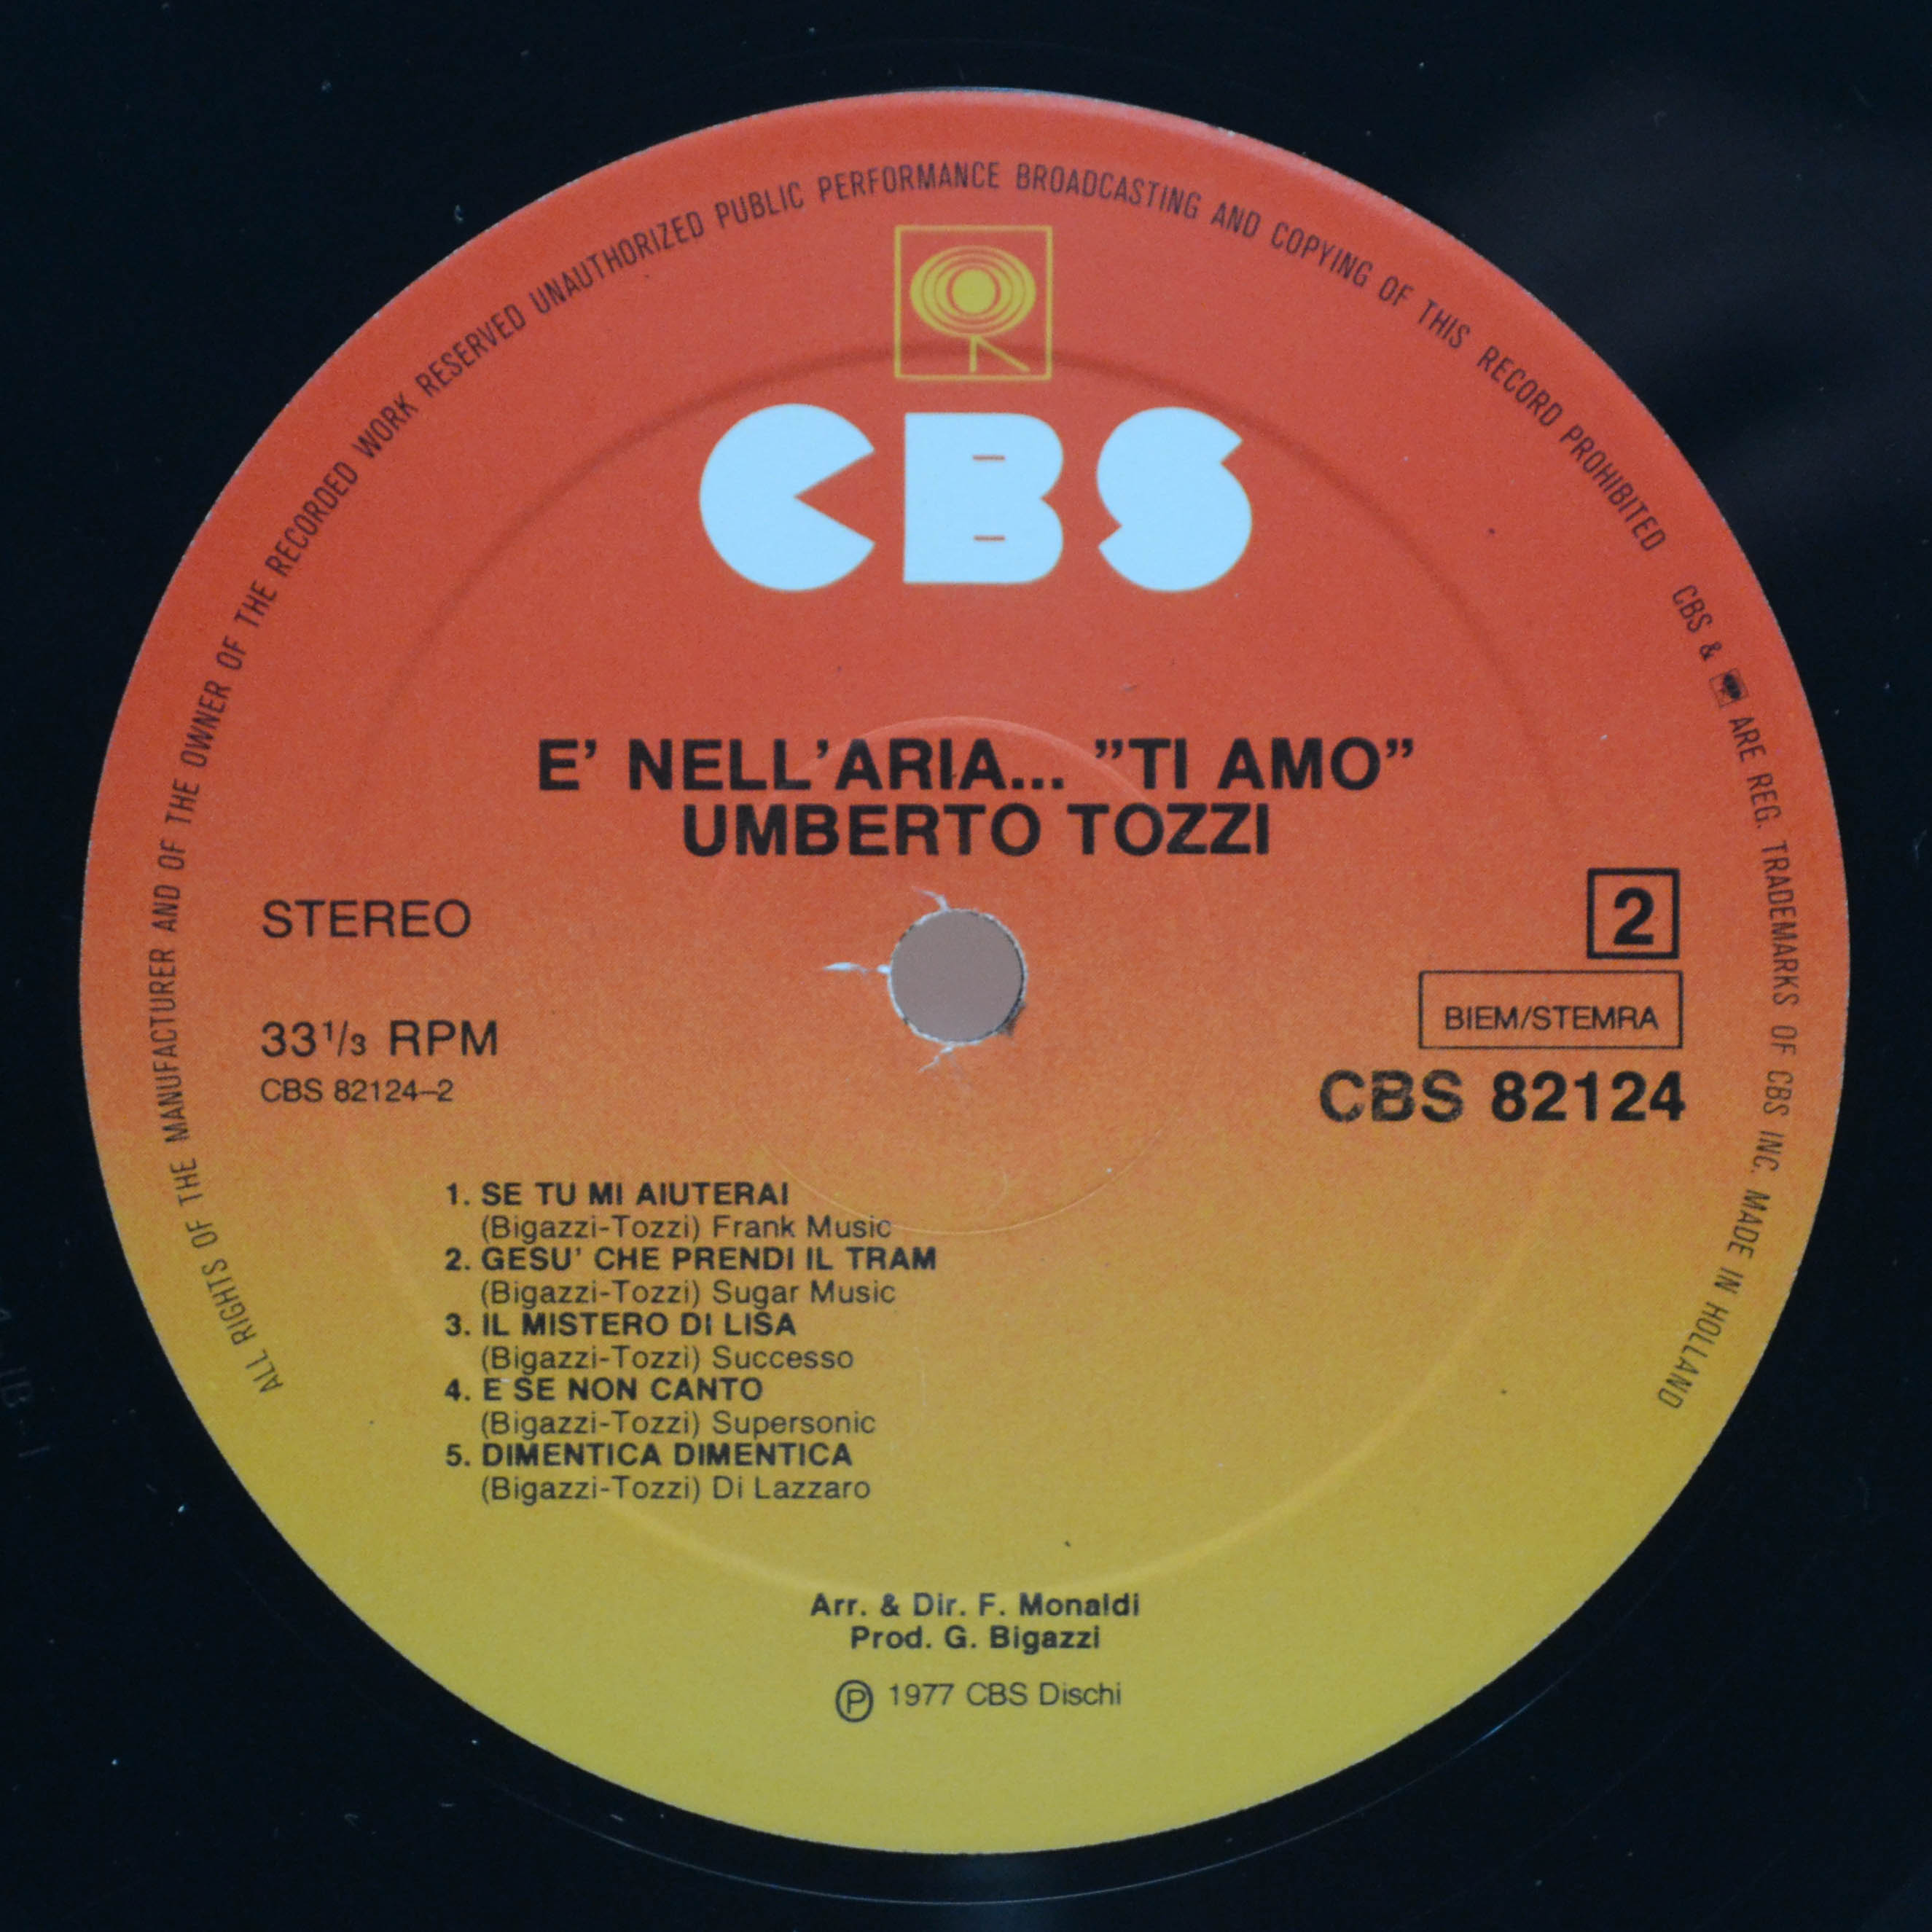 ALL RIGHTS OF THE MANUFACTURER AND OF THE OWNER OF THE RECORDED WORK RESERVED UNAUTHORIZED PUBLIC PERFORMANCE BROADCASTING AND COPYING OF THIS RECORD PROHIBITED
CBS & ARE REG. TRADEMARKS OF CBS INC. MADE IN HOLLAND
CBS
E' NELL'ARIA... ”TI AMO”
UMBERTO TOZZI
STEREO
2
33 1/3 RPM
BIEM/STEMRA
CBS 82124–2
CBS 82124
1. SE TU MI AIUTERAI
(Bigazzi-Tozzi) Frank Music
2. GESU' CHE PRENDI IL TRAM
(Bigazzi-Tozzi) Sugar Music
3. IL MISTERO DI LISA
(Bigazzi-Tozzi) Successo
4. E SE NON CANTO
(Bigazzi-Tozzi) Supersonic
5. DIMENTICA DIMENTICA
(Bigazzi-Tozzi) Di Lazzaro
Arr. & Dir. F. Monaldi
Prod. G. Bigazzi
℗ 1977 CBS Dischi